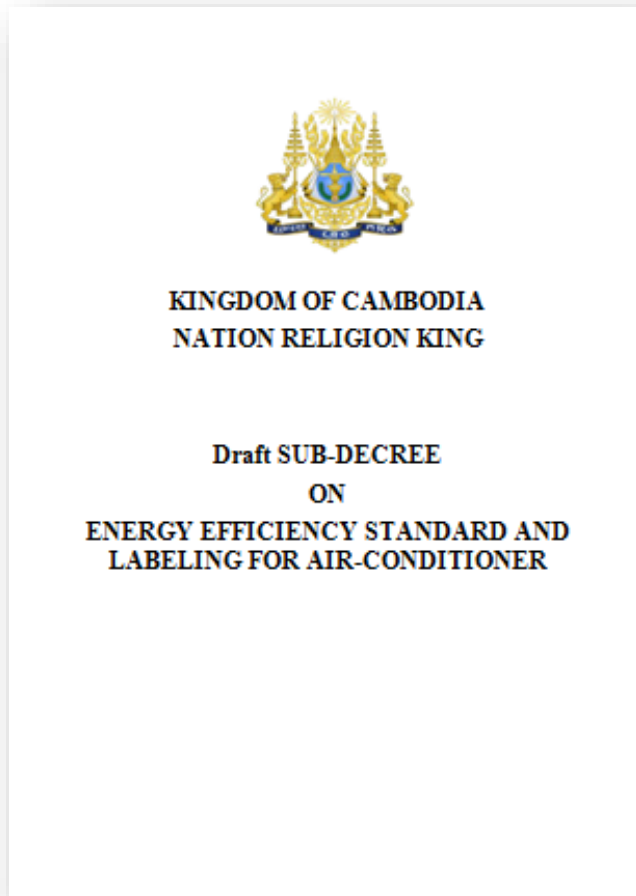 KINGDOM OF CAMBODIA
NATION RELIGION KING
Draft SUB-DECREE
ON
ENERGY EFFICIENCY STANDARD AND
LABELING FOR AIR-CONDITIONER